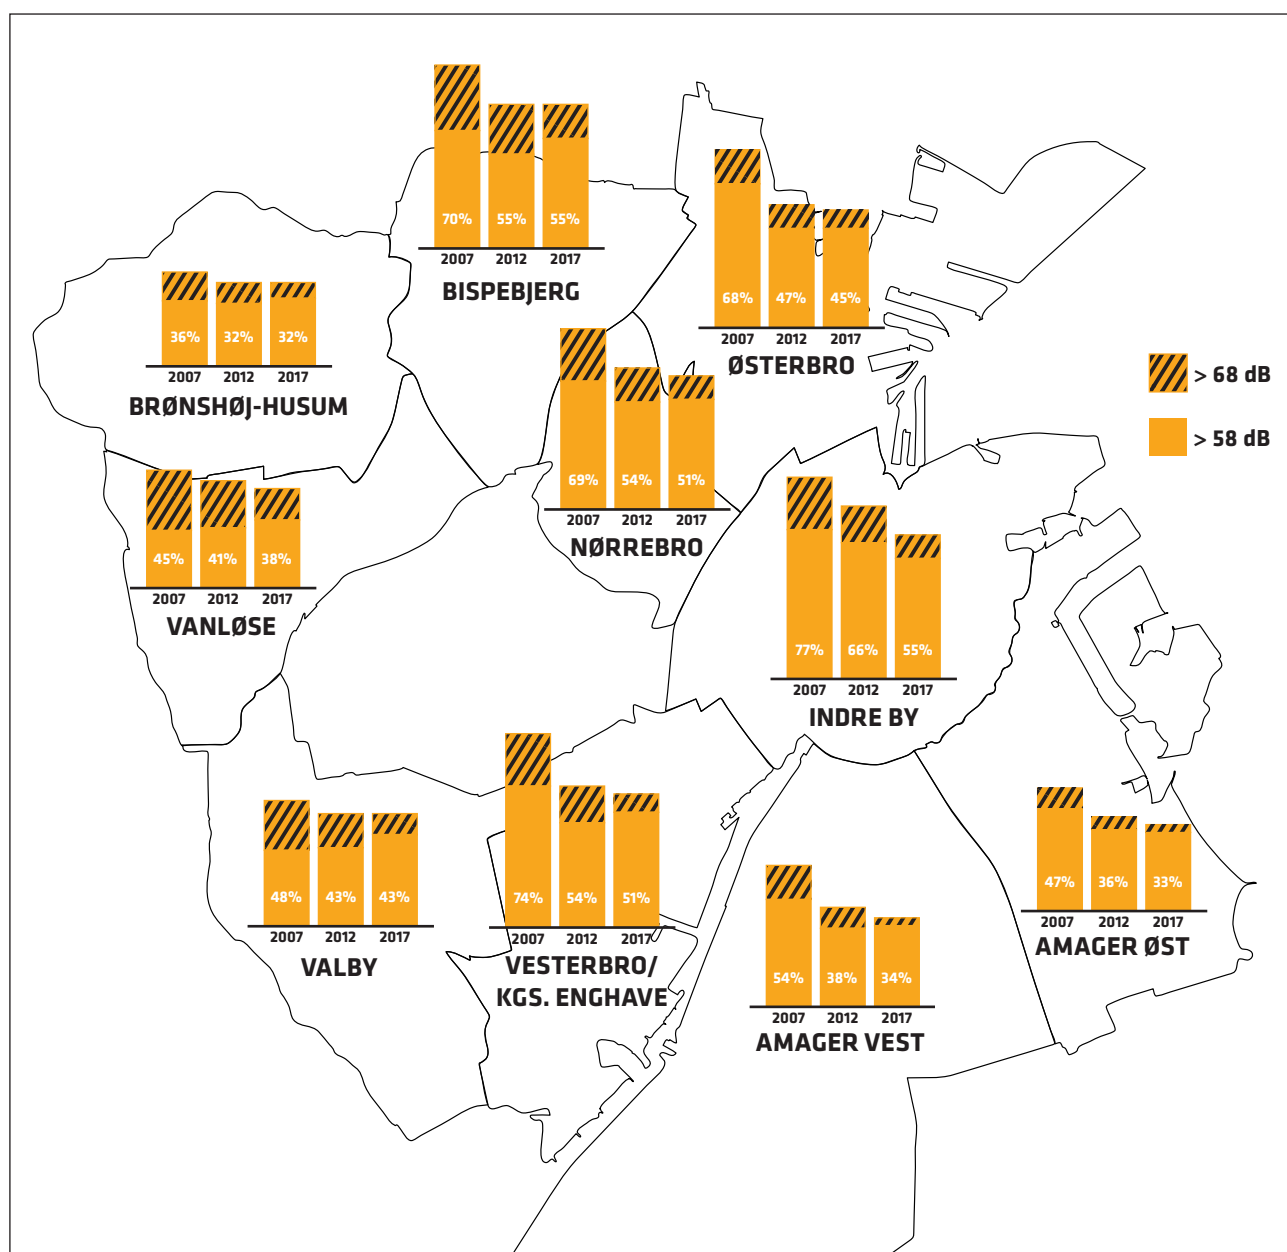 70% 55% 55%
2007 2012 2017
BISPEBJERG
68% 47% 45%
2007 2012 2017
ØSTERBRO
36% 32% 32%
2007 2012 2017
BRØNSHØJ-HUSUM
> 68 dB
> 58 dB
69% 54% 51%
2007 2012 2017
NØRREBRO
45% 41% 38%
2007 2012 2017
VANLØSE
77% 66% 55%
2007 2012 2017
INDRE BY
48% 43% 43%
2007 2012 2017
VALBY
74% 54% 51%
2007 2012 2017
VESTERBRO/
KGS. ENGHAVE
54% 38% 34%
2007 2012 2017
AMAGER VEST
47% 36% 33%
2007 2012 2017
AMAGER ØST